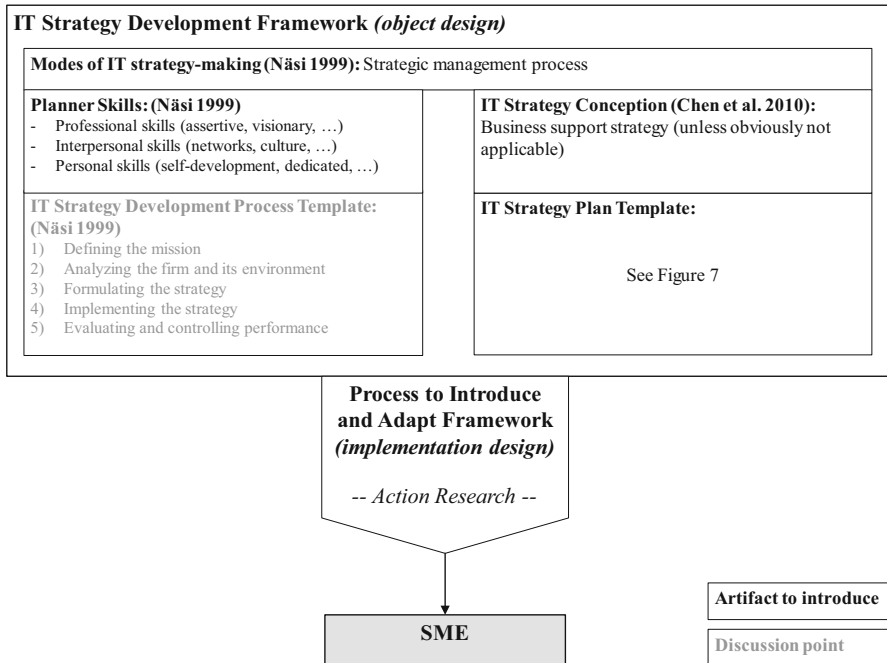 IT Strategy Development Framework (object design)
Modes of IT strategy-making (Näsi 1999): Strategic management process
Planner Skills: (Näsi 1999)
- Professional skills (assertive, visionary, …)
- Interpersonal skills (networks, culture, …)
- Personal skills (self-development, dedicated, …)
IT Strategy Conception (Chen et al. 2010):
Business support strategy (unless obviously not
applicable)
IT Strategy Development Process Template:
(Näsi 1999)
1) Defining the mission
2) Analyzing the firm and its environment
3) Formulating the strategy
4) Implementing the strategy
5) Evaluating and controlling performance
IT Strategy Plan Template:
See Figure 7
Process to Introduce
and Adapt Framework
(implementation design)
-- Action Research --
SME
Artifact to introduce
Discussion point